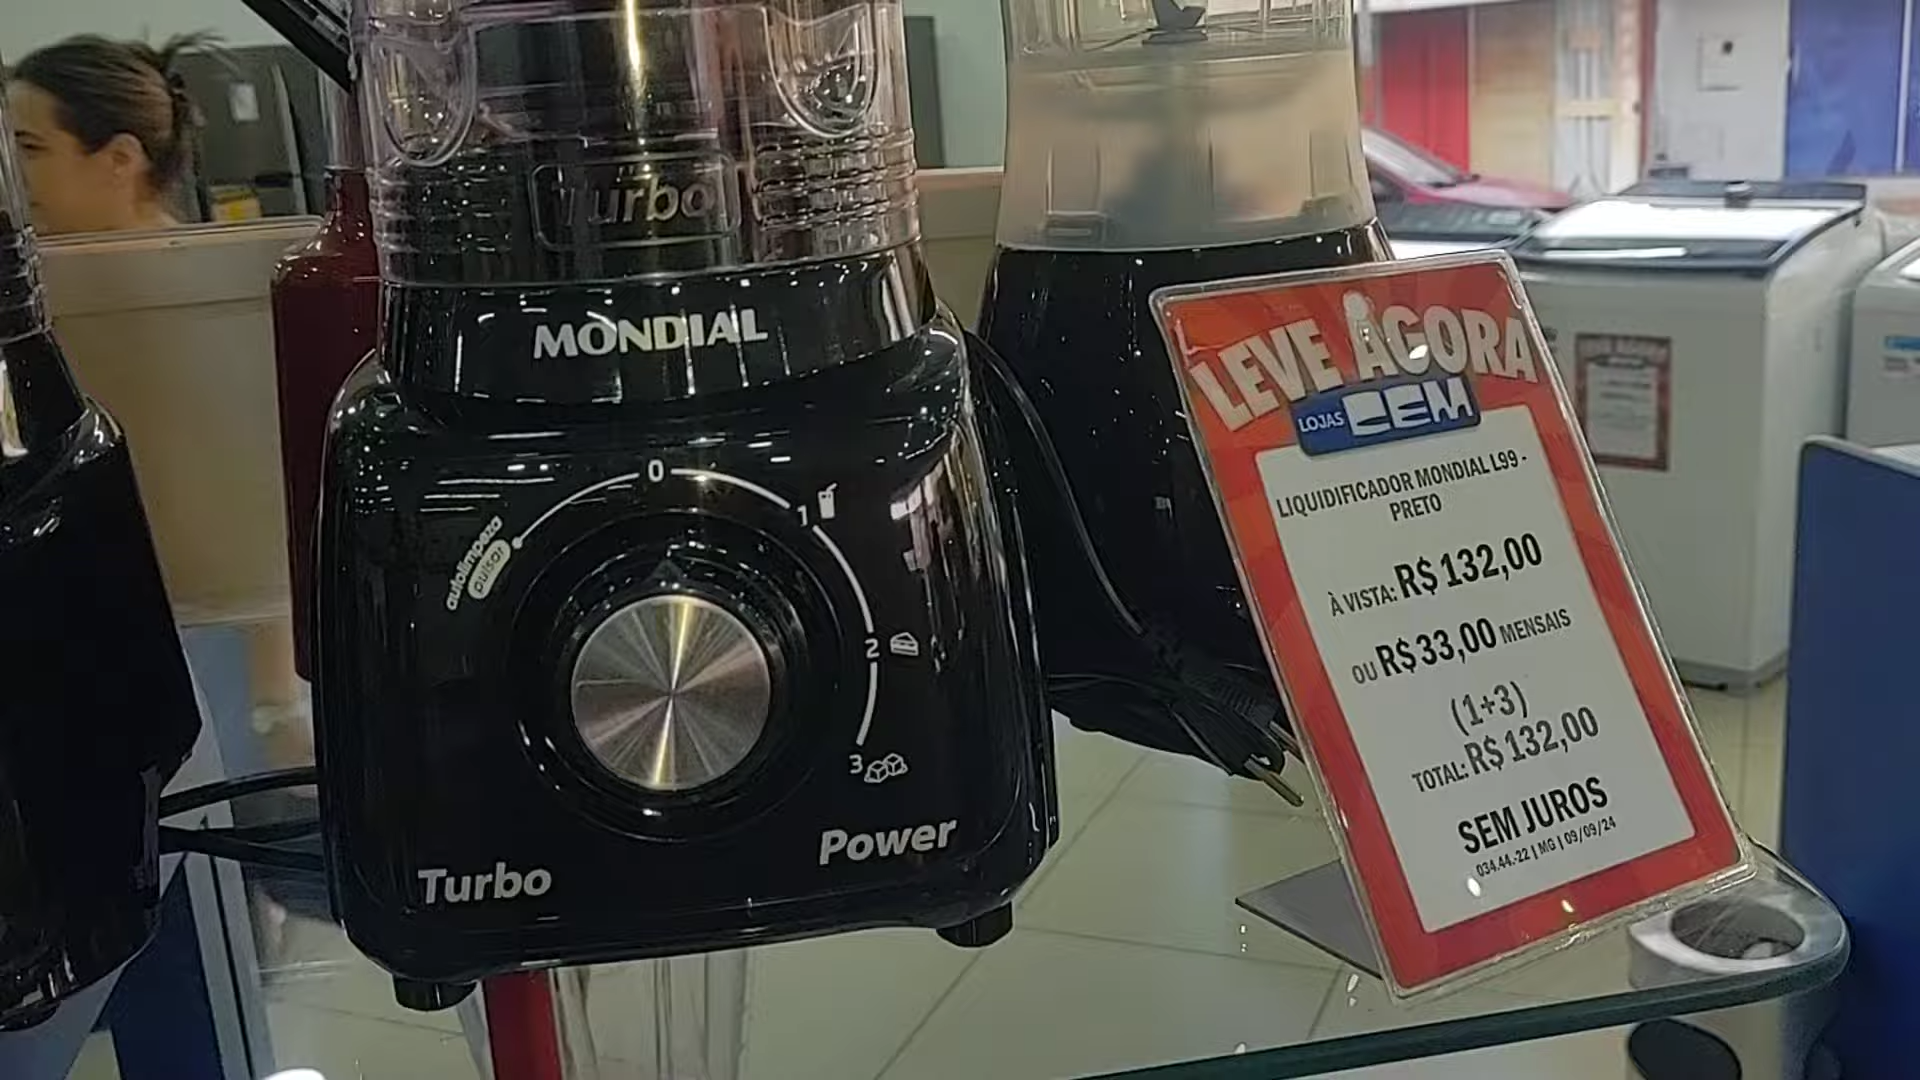 Turbo
MONDIAL
0
1
2
3
autolimpeza
pulsar
Turbo
Power
LEVE AGORA
LOJAS CEM
LIQUIDIFICADOR MONDIAL L99 -
PRETO
À VISTA: R$ 132,00
OU R$ 33,00 MENSAIS
(1+3)
TOTAL: R$ 132,00
SEM JUROS
034.44.-22 | MG | 09/09/24